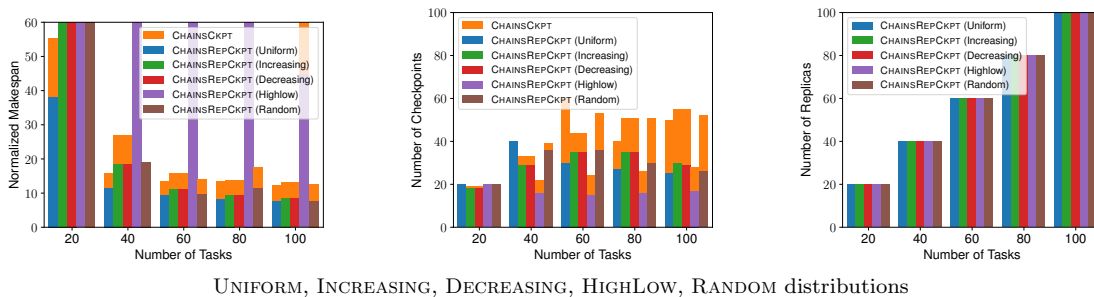 60
50
40
30
20
10
0
Normalized Makespan
CHAINSCKPT
CHAINSREPCKPT (Uniform)
CHAINSREPCKPT (Increasing)
CHAINSREPCKPT (Decreasing)
CHAINSREPCKPT (Highlow)
CHAINSREPCKPT (Random)
20 40 60 80 100
Number of Tasks
100
80
60
40
20
0
Number of Checkpoints
CHAINSCKPT
CHAINSREPCKPT (Uniform)
CHAINSREPCKPT (Increasing)
CHAINSREPCKPT (Decreasing)
CHAINSREPCKPT (Highlow)
CHAINSREPCKPT (Random)
20 40 60 80 100
Number of Tasks
100
80
60
40
20
0
Number of Replicas
CHAINSREPCKPT (Uniform)
CHAINSREPCKPT (Increasing)
CHAINSREPCKPT (Decreasing)
CHAINSREPCKPT (Highlow)
CHAINSREPCKPT (Random)
20 40 60 80 100
Number of Tasks
UNIFORM, INCREASING, DECREASING, HIGHLOW, RANDOM distributions